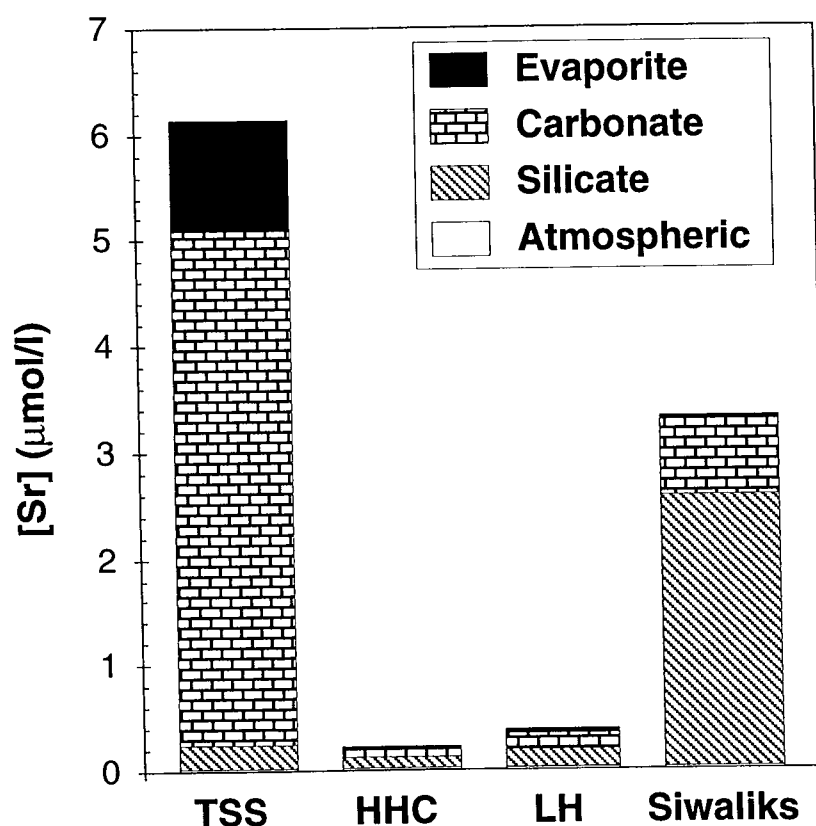 7
6
5
4
3
2
1
0
[Sr] (μmol/l)
Evaporite
Carbonate
Silicate
Atmospheric
TSS HHC LH Siwaliks